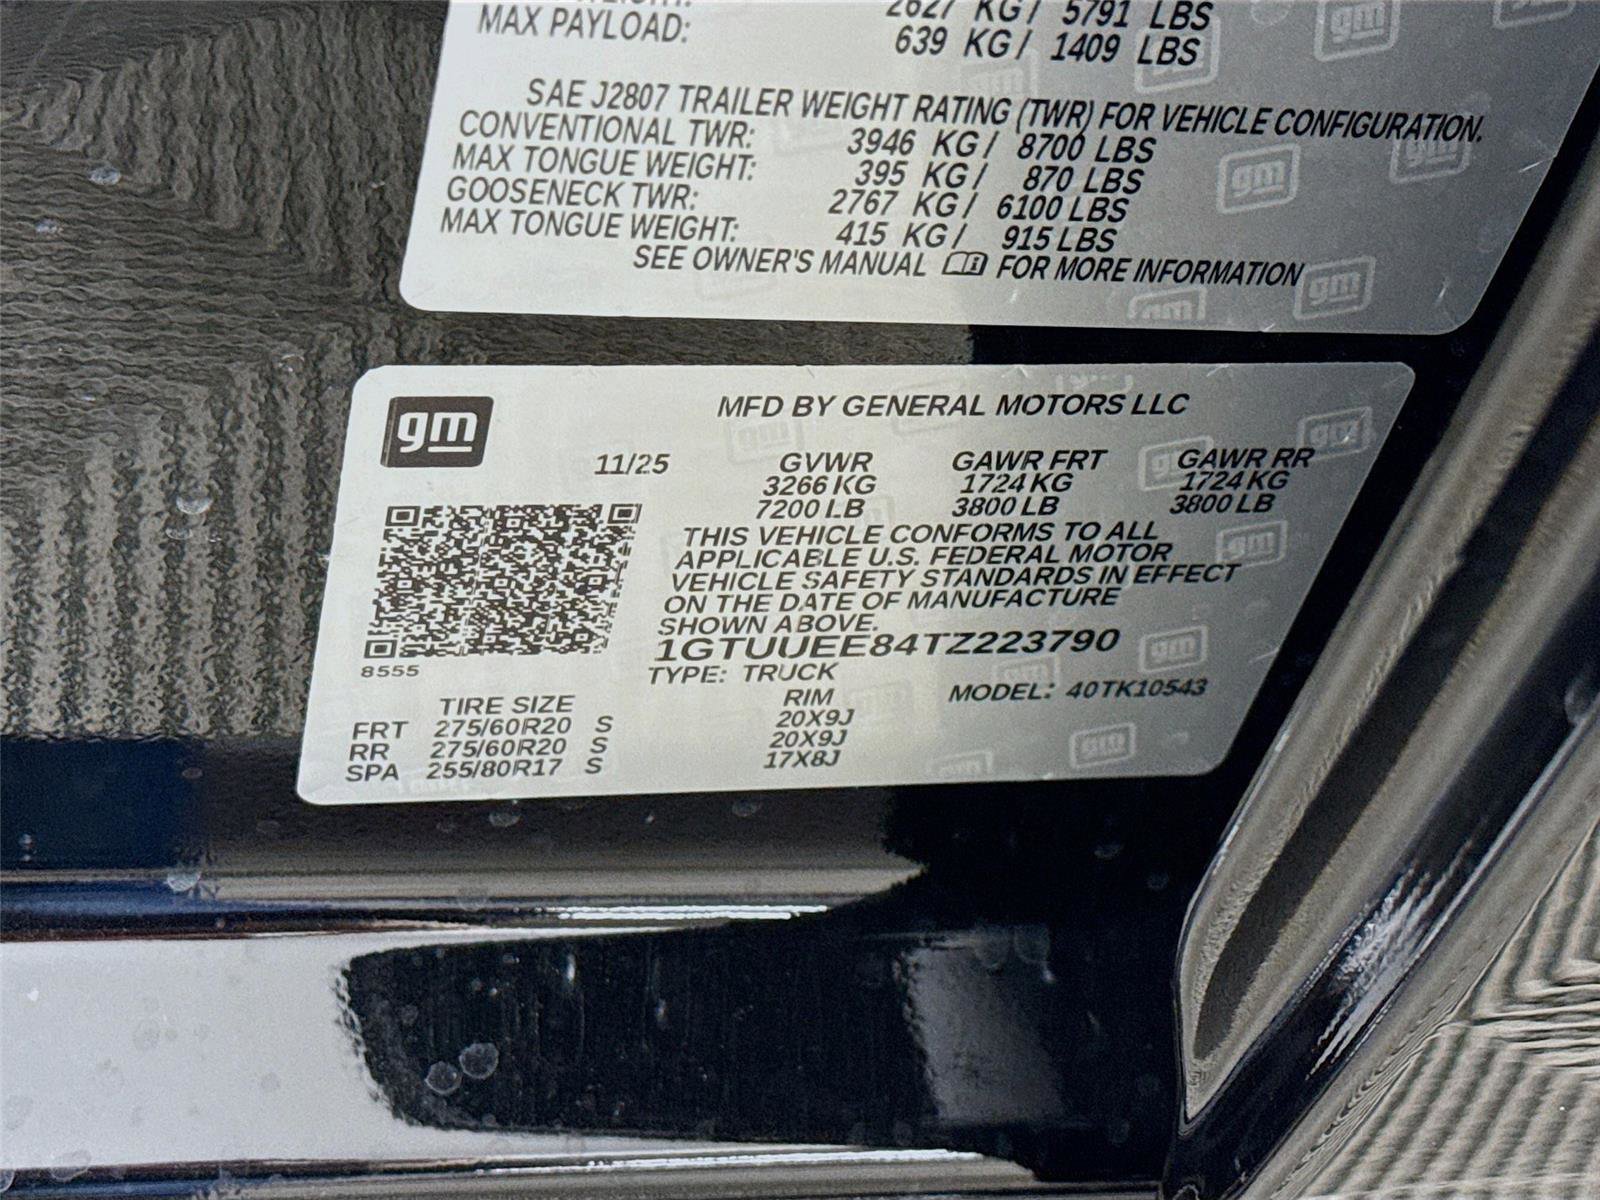 2627 KG / 5791 LBS
MAX PAYLOAD: 639 KG / 1409 LBS
SAE J2807 TRAILER WEIGHT RATING (TWR) FOR VEHICLE CONFIGURATION.
CONVENTIONAL TWR: 3946 KG / 8700 LBS
MAX TONGUE WEIGHT: 395 KG / 870 LBS
GOOSENECK TWR: 2767 KG / 6100 LBS
MAX TONGUE WEIGHT: 415 KG / 915 LBS
SEE OWNER'S MANUAL FOR MORE INFORMATION
gm
MFD BY GENERAL MOTORS LLC
11/25 GVWR GAWR FRT GAWR RR
3266 KG 1724 KG 1724 KG
7200 LB 3800 LB 3800 LB
THIS VEHICLE CONFORMS TO ALL
APPLICABLE U.S. FEDERAL MOTOR
VEHICLE SAFETY STANDARDS IN EFFECT
ON THE DATE OF MANUFACTURE
SHOWN ABOVE.
1GTUUEE84TZ223790
8555
TYPE: TRUCK
MODEL: 40TK10543
TIRE SIZE RIM
FRT 275/60R20 S 20X9J
RR 275/60R20 S 20X9J
SPA 255/80R17 S 17X8J